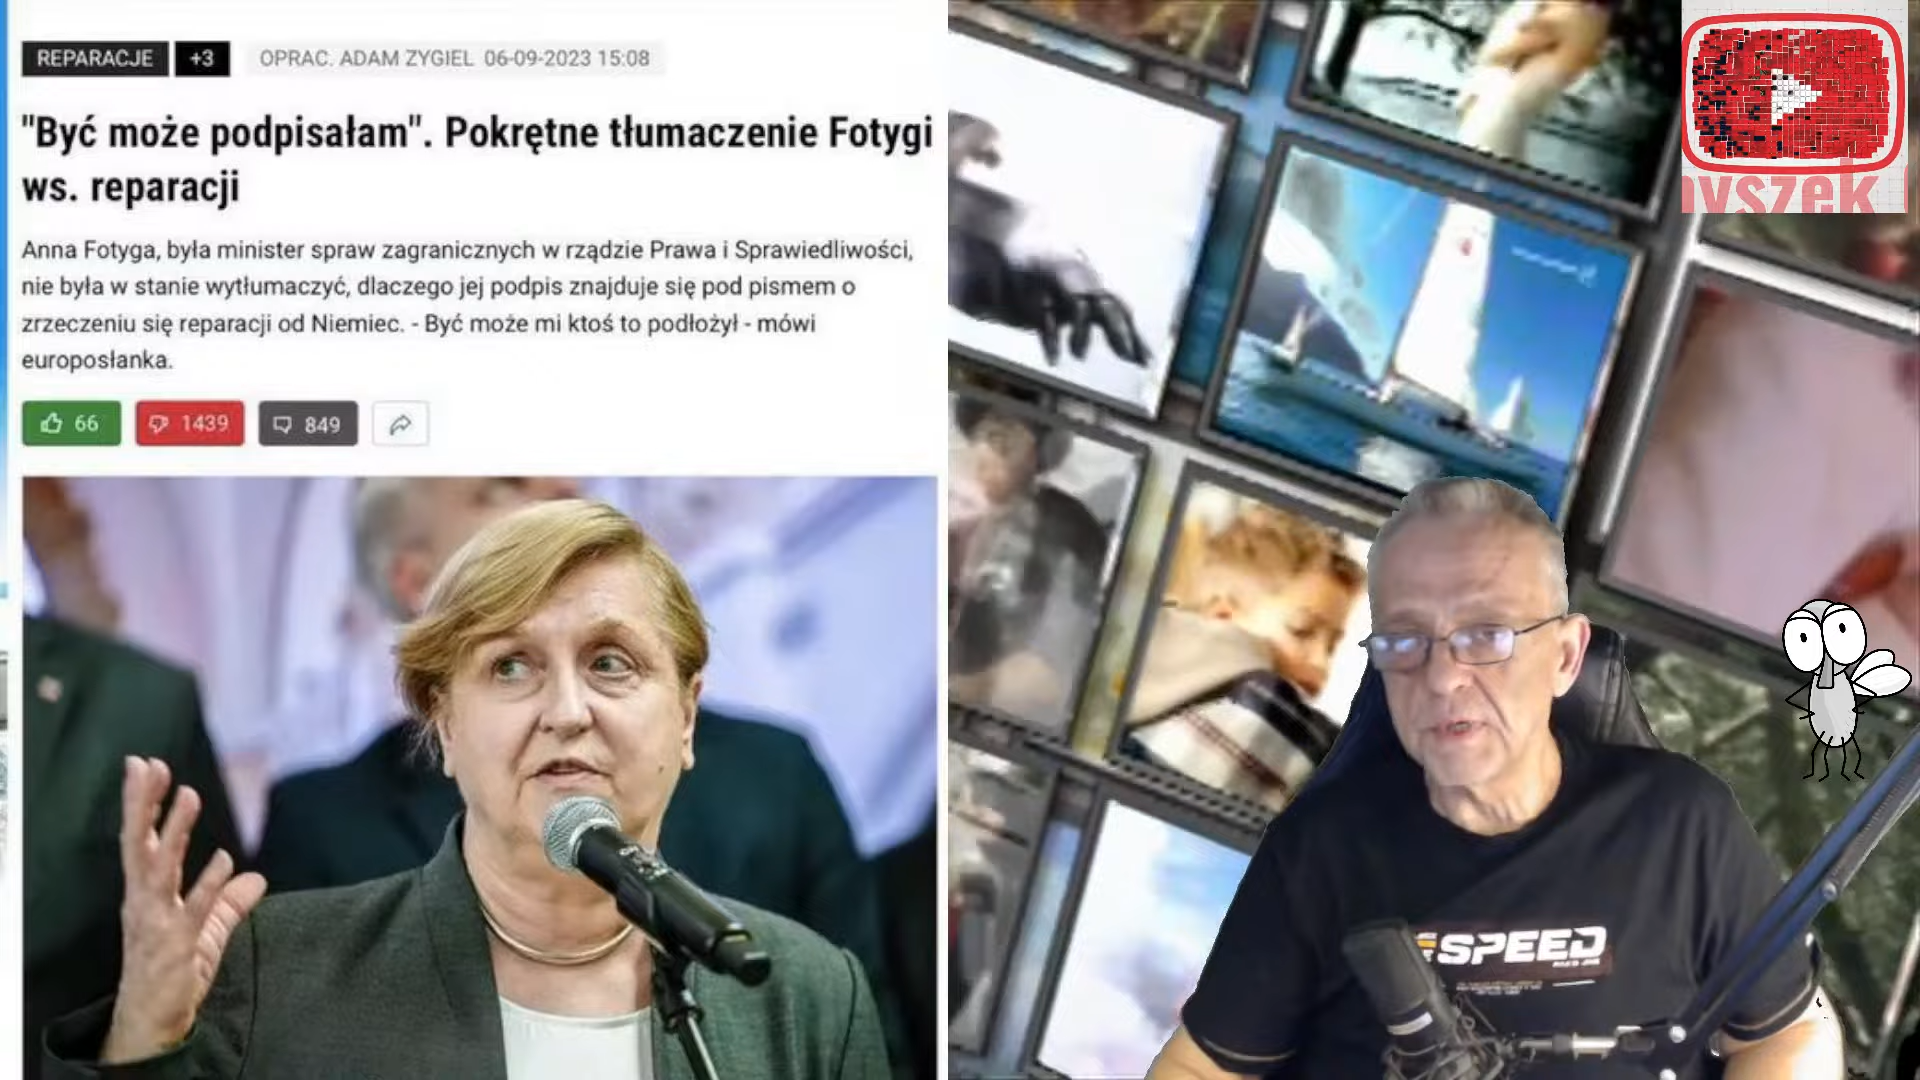 REPARACJE +3 OPRAC. ADAM ZYGIEL 06-09-2023 15:08
"Być może podpisałam". Pokrętne tłumaczenie Fotygi
ws. reparacji
Anna Fotyga, była minister spraw zagranicznych w rządzie Prawa i Sprawiedliwości,
nie była w stanie wytłumaczyć, dlaczego jej podpis znajduje się pod pismem o
zrzeczeniu się reparacji od Niemiec. - Być może mi ktoś to podłożył - mówi
europosłanka.
66 1439 849
yszek
SPEED